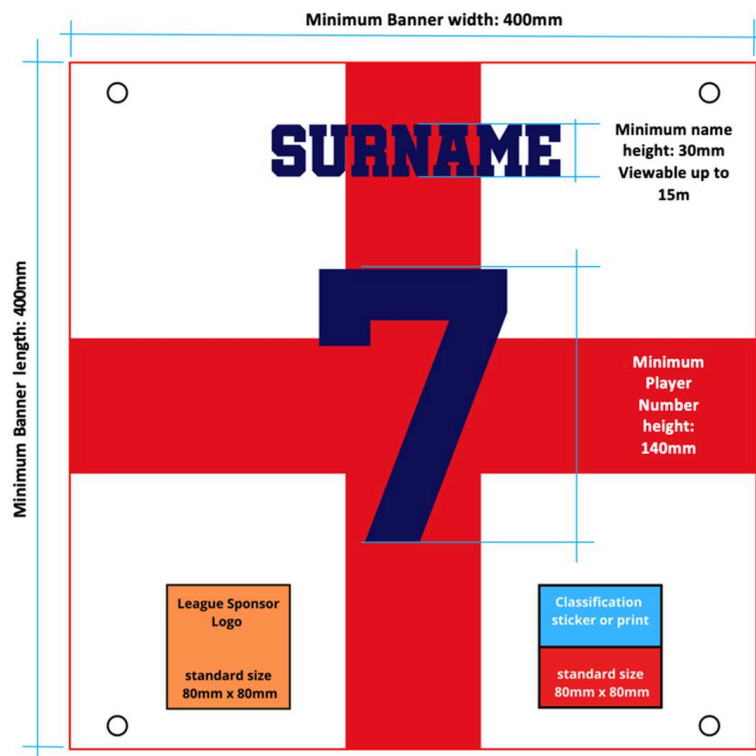 Minimum Banner width: 400mm
Minimum Banner length: 400mm
SURNAME
Minimum name
height: 30mm
Viewable up to
15m
7
Minimum
Player
Number
height:
140mm
League Sponsor
Logo
standard size
80mm x 80mm
Classification
sticker or print
standard size
80mm x 80mm